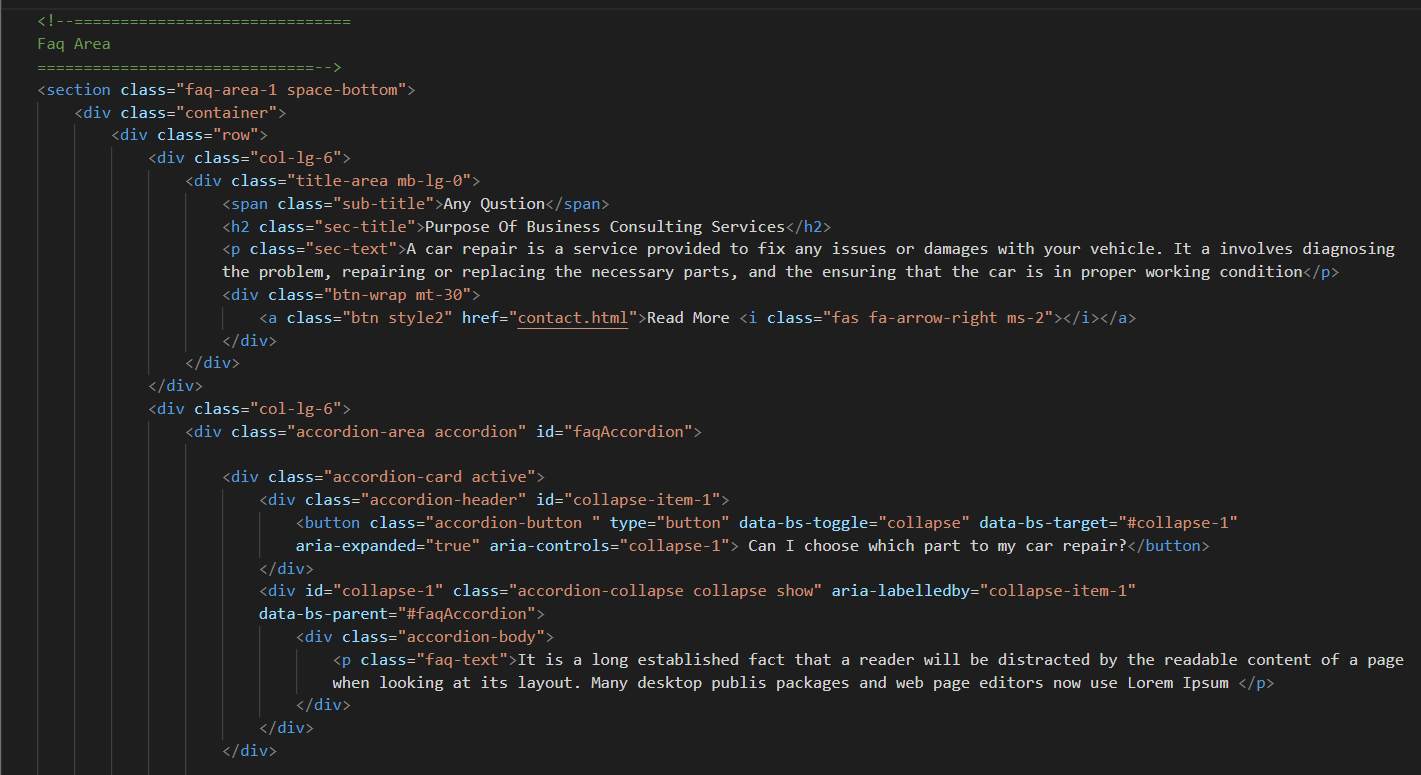 <!--==============================
Faq Area
==============================-->
<section class="faq-area-1 space-bottom">
<div class="container">
<div class="row">
<div class="col-lg-6">
<div class="title-area mb-lg-0">
<span class="sub-title">Any Qustion</span>
<h2 class="sec-title">Purpose Of Business Consulting Services</h2>
<p class="sec-text">A car repair is a service provided to fix any issues or damages with your vehicle. It a involves diagnosing
the problem, repairing or replacing the necessary parts, and the ensuring that the car is in proper working condition</p>
<div class="btn-wrap mt-30">
<a class="btn style2" href="contact.html">Read More <i class="fas fa-arrow-right ms-2"></i></a>
</div>
</div>
</div>
<div class="col-lg-6">
<div class="accordion-area accordion" id="faqAccordion">
<div class="accordion-card active">
<div class="accordion-header" id="collapse-item-1">
<button class="accordion-button " type="button" data-bs-toggle="collapse" data-bs-target="#collapse-1"
aria-expanded="true" aria-controls="collapse-1"> Can I choose which part to my car repair?</button>
</div>
<div id="collapse-1" class="accordion-collapse collapse show" aria-labelledby="collapse-item-1"
data-bs-parent="#faqAccordion">
<div class="accordion-body">
<p class="faq-text">It is a long established fact that a reader will be distracted by the readable content of a page
when looking at its layout. Many desktop publis packages and web page editors now use Lorem Ipsum </p>
</div>
</div>
</div>